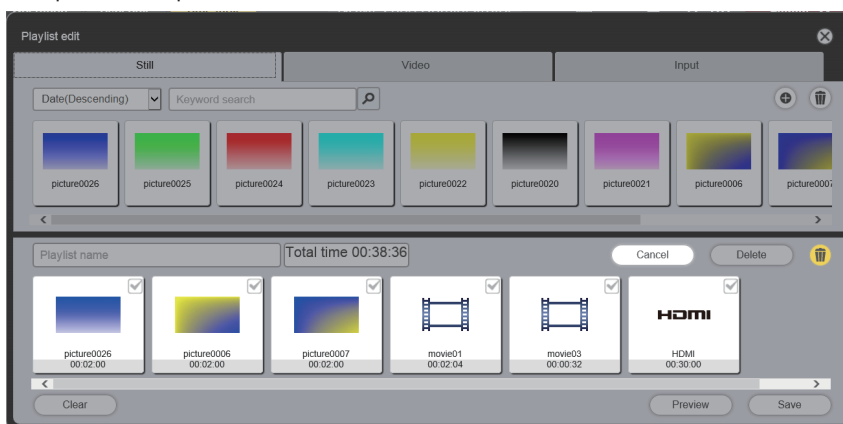 Playlist edit
Still
Video
Input
Date(Descending)
Keyword search
picture0026
picture0025
picture0024
picture0023
picture0022
picture0020
picture0021
picture0006
picture0007
Playlist name
Total time 00:38:36
Cancel
Delete
HDMI
picture0026
picture0006
picture0007
movie01
movie03
HDMI
00:02:00
00:02:00
00:02:00
00:02:04
00:00:32
00:30:00
Clear
Preview
Save